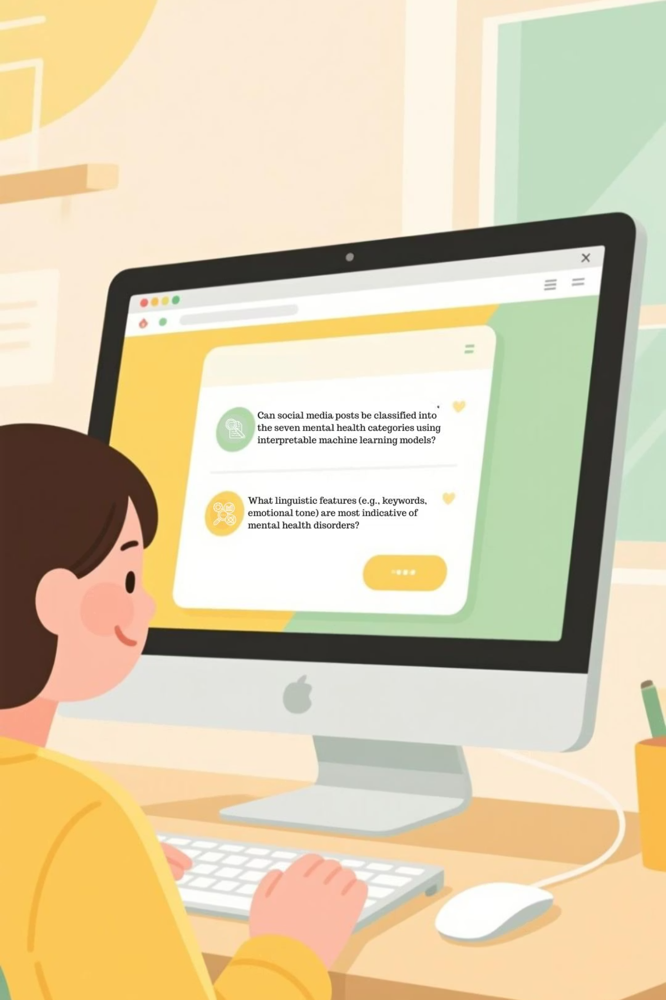 Can social media posts be classified into
the seven mental health categories using
interpretable machine learning models?
What linguistic features (e.g., keywords,
emotional tone) are most indicative of
mental health disorders?